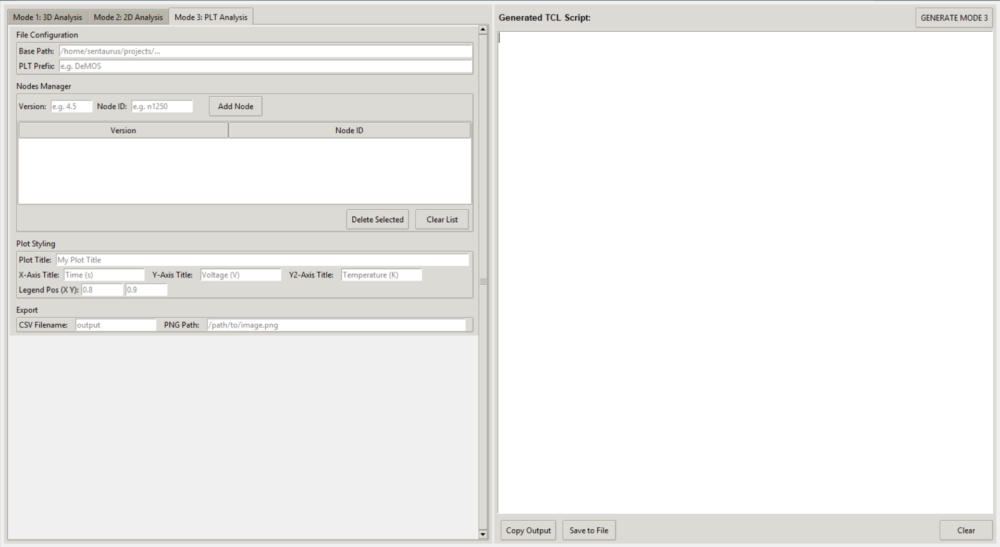 Mode 1: 3D Analysis Mode 2: 2D Analysis Mode 3: PLT Analysis
File Configuration
Base Path: /home/sentaurus/projects/...
PLT Prefix: e.g. DeMOS
Nodes Manager
Version: e.g. 4.5 Node ID: e.g. n1250 Add Node
Version Node ID
Delete Selected Clear List
Plot Styling
Plot Title: My Plot Title
X-Axis Title: Time (s) Y-Axis Title: Voltage (V) Y2-Axis Title: Temperature (K)
Legend Pos (X Y): 0.8 0.9
Export
CSV Filename: output PNG Path: /path/to/image.png
Generated TCL Script: GENERATE MODE 3
Copy Output Save to File Clear